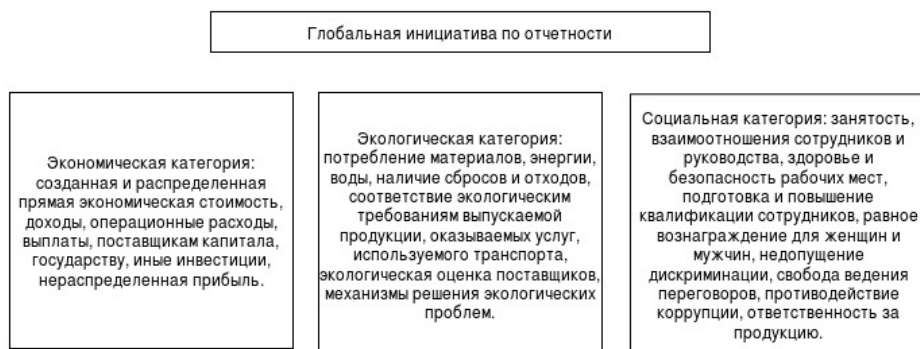 Глобальная инициатива по отчетности
Экономическая категория:
созданная и распределенная
прямая экономическая стоимость,
доходы, операционные расходы,
выплаты, поставщикам капитала,
государству, иные инвестиции,
нераспределенная прибыль.
Экологическая категория:
потребление материалов, энергии,
воды, наличие сбросов и отходов,
соответствие экологическим
требованиям выпускаемой
продукции, оказываемых услуг,
используемого транспорта,
экологическая оценка поставщиков,
механизмы решения экологических
проблем.
Социальная категория: занятость,
взаимоотношения сотрудников и
руководства, здоровье и
безопасность рабочих мест,
подготовка и повышение
квалификации сотрудников, равное
вознаграждение для женщин и
мужчин, недопущение
дискриминации, свобода ведения
переговоров, противодействие
коррупции, ответственность за
продукцию.